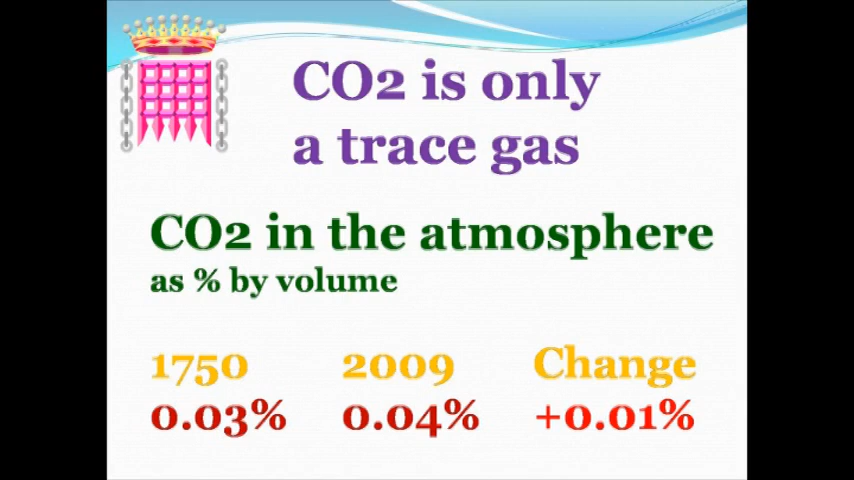 CO2 is only
a trace gas
CO2 in the atmosphere
as % by volume
1750 2009 Change
0.03% 0.04% +0.01%